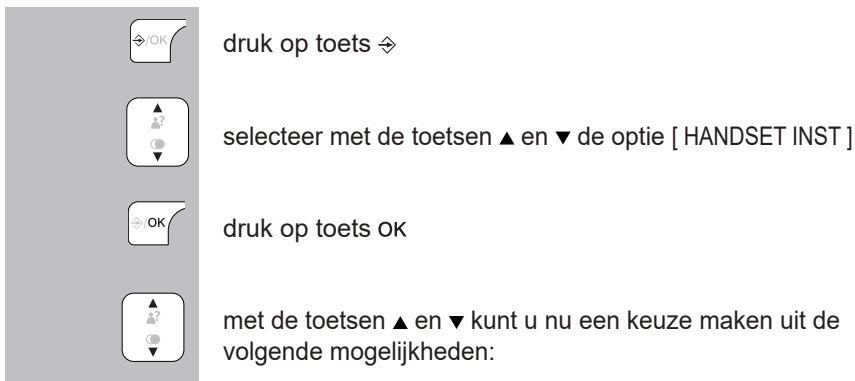 /OK druk op toets
? selecteer met de toetsen ▲ en ▼ de optie [ HANDSET INST ]
/OK druk op toets OK
? met de toetsen ▲ en ▼ kunt u nu een keuze maken uit de
volgende mogelijkheden: